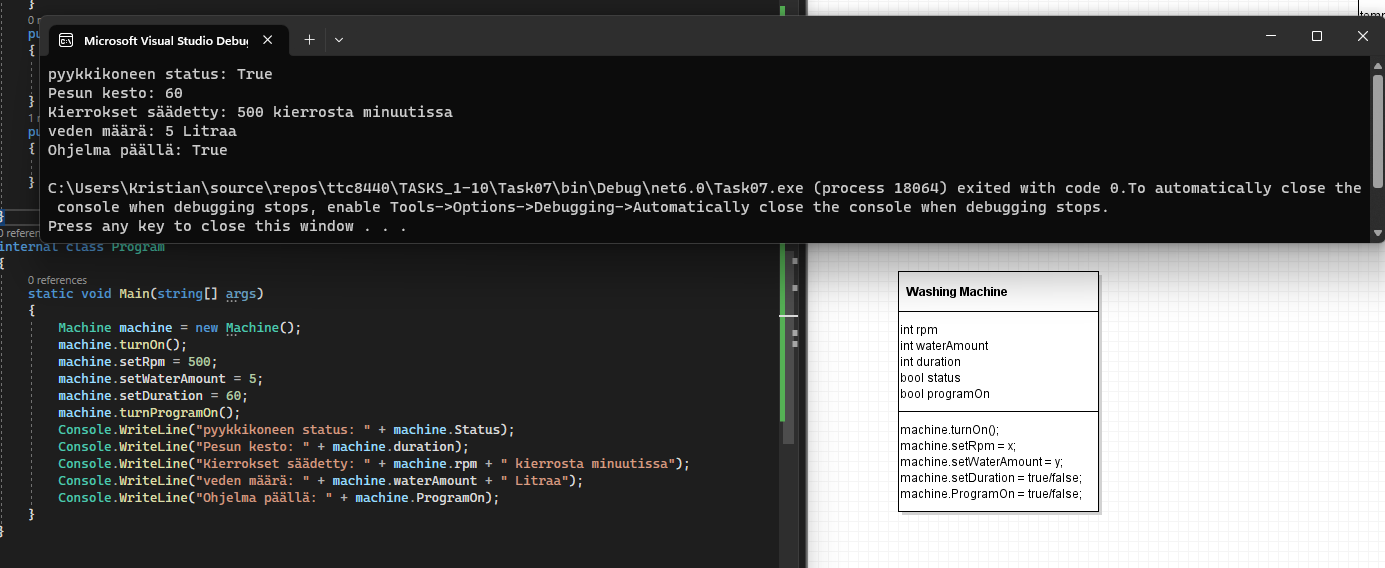 }
0 r
pu
{
}
1 r
pu
{
}
}
0 referenc
Microsoft Visual Studio Debug
pyykkikoneen status: True
Pesun kesto: 60
Kierrokset säädetty: 500 kierrosta minuutissa
veden määrä: 5 Litraa
Ohjelma päällä: True
C:\Users\Kristian\source\repos\ttc8440\TASKS_1-10\Task07\bin\Debug\net6.0\Task07.exe (process 18064) exited with code 0.To automatically close the
console when debugging stops, enable Tools->Options->Debugging->Automatically close the console when debugging stops.
Press any key to close this window . . .
internal class Program
{
0 references
static void Main(string[] args)
{
Machine machine = new Machine();
machine.turnOn();
machine.setRpm = 500;
machine.setWaterAmount = 5;
machine.setDuration = 60;
machine.turnProgramOn();
Console.WriteLine("pyykkikoneen status: " + machine.Status);
Console.WriteLine("Pesun kesto: " + machine.duration);
Console.WriteLine("Kierrokset säädetty: " + machine.rpm + " kierrosta minuutissa");
Console.WriteLine("veden määrä: " + machine.waterAmount + " Litraa");
Console.WriteLine("Ohjelma päällä: " + machine.ProgramOn);
}
}
Washing Machine
int rpm
int waterAmount
int duration
bool status
bool programOn
machine.turnOn();
machine.setRpm = x;
machine.setWaterAmount = y;
machine.setDuration = true/false;
machine.ProgramOn = true/false;